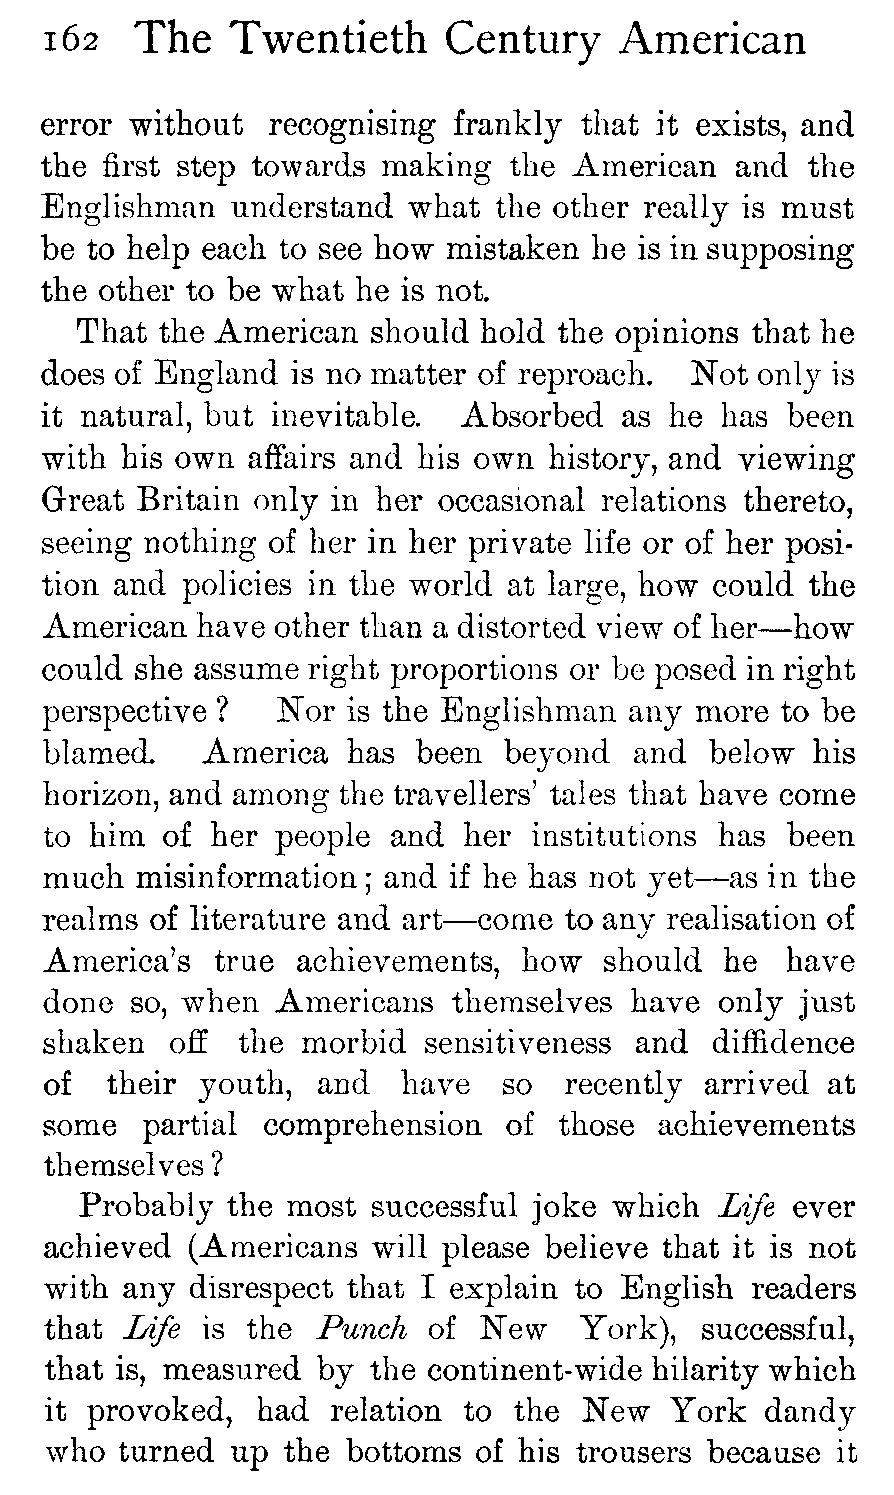 162 The Twentieth Century American
error without recognising frankly that it exists, and
the first step towards making the American and the
Englishman understand what the other really is must
be to help each to see how mistaken he is in supposing
the other to be what he is not.
That the American should hold the opinions that he
does of England is no matter of reproach. Not only is
it natural, but inevitable. Absorbed as he has been
with his own affairs and his own history, and viewing
Great Britain only in her occasional relations thereto,
seeing nothing of her in her private life or of her posi-
tion and policies in the world at large, how could the
American have other than a distorted view of her—how
could she assume right proportions or be posed in right
perspective? Nor is the Englishman any more to be
blamed. America has been beyond and below his
horizon, and among the travellers' tales that have come
to him of her people and her institutions has been
much misinformation; and if he has not yet—as in the
realms of literature and art—come to any realisation of
America's true achievements, how should he have
done so, when Americans themselves have only just
shaken off the morbid sensitiveness and diffidence
of their youth, and have so recently arrived at
some partial comprehension of those achievements
themselves?
Probably the most successful joke which Life ever
achieved (Americans will please believe that it is not
with any disrespect that I explain to English readers
that Life is the Punch of New York), successful,
that is, measured by the continent-wide hilarity which
it provoked, had relation to the New York dandy
who turned up the bottoms of his trousers because it